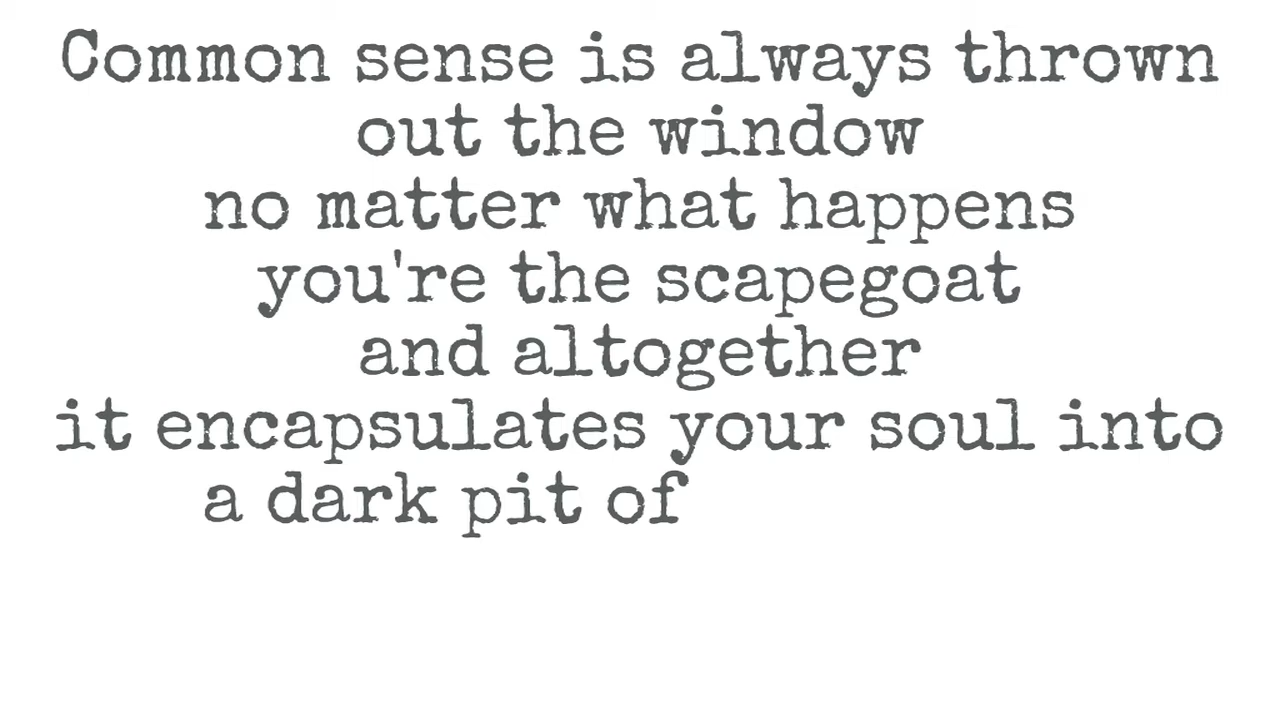 Common sense is always thrown
out the window
no matter what happens
you're the scapegoat
and altogether
it encapsulates your soul into
a dark pit of